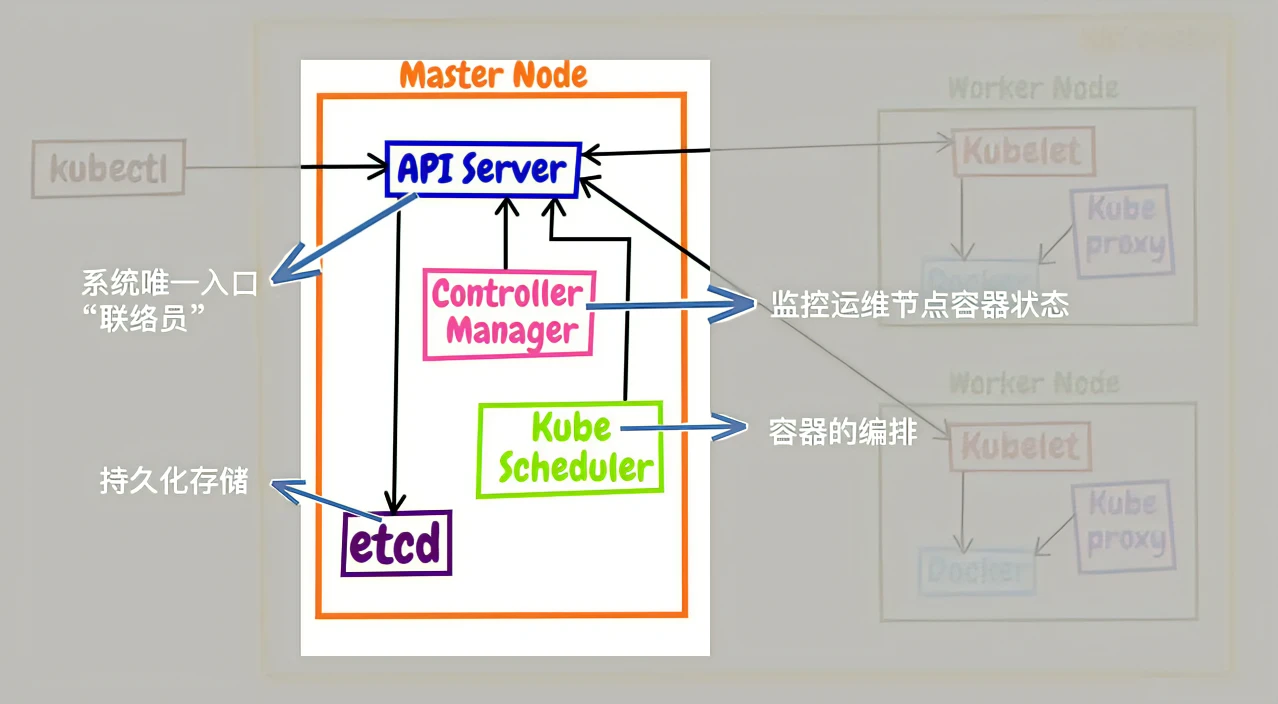 Master Node
Worker Node
kubectl
API Server
Kubelet
Kube
proxy
Docker
系统唯一入口
“联络员”
Controller
Manager
监控运维节点容器状态
Worker Node
Kube
Scheduler
容器的编排
Kubelet
持久化存储
Kube
proxy
etcd
Docker